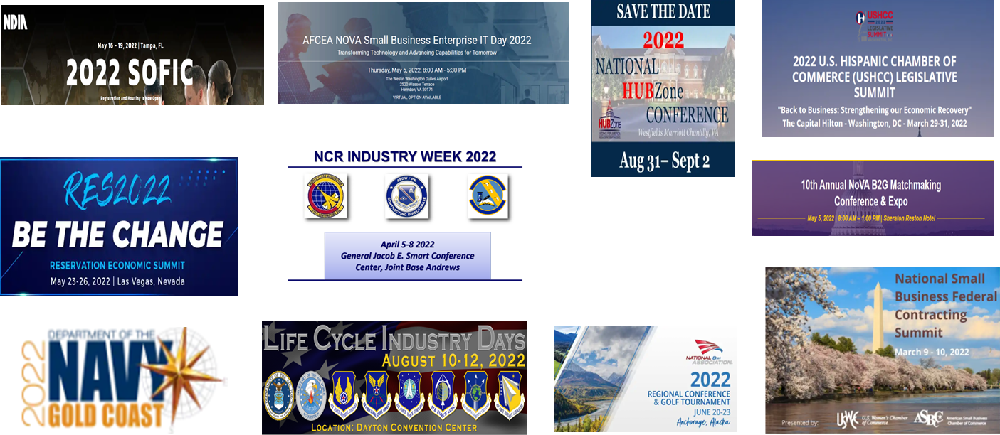 NDIA
May 16 - 19, 2022 | Tampa, FL
2022 SOFIC
Registration and Housing is Now Open
AFCEA NOVA Small Business Enterprise IT Day 2022
Transforming Technology and Advancing Capabilities for Tomorrow
Thursday, May 5, 2022, 8:00 AM - 5:30 PM
The Westin Washington Dulles Airport
2520 Wasser Terrace
Herndon, VA 20171
VIRTUAL OPTION AVAILABLE
SAVE THE DATE
2022
NATIONAL
HUBZone
CONFERENCE
HUBZone
Westfields Marriott Chantilly, VA
Aug 31– Sept 2
USHCC
2022
LEGISLATIVE
SUMMIT
2022 U.S. HISPANIC CHAMBER OF
COMMERCE (USHCC) LEGISLATIVE
SUMMIT
"Back to Business: Strengthening our Economic Recovery"
The Capital Hilton - Washington, DC - March 29-31, 2022
RES2022
BE THE CHANGE
RESERVATION ECONOMIC SUMMIT
May 23-26, 2022 | Las Vegas, Nevada
NCR INDUSTRY WEEK 2022
AFDW / PK
CONTRACTING DIRECTORATE
April 5-8 2022
General Jacob E. Smart Conference
Center, Joint Base Andrews
10th Annual NoVA B2G Matchmaking
Conference & Expo
May 5, 2022 | 8:00 AM – 1:00 PM | Sheraton Reston Hotel
2022
DEPARTMENT OF THE
NAVY
GOLD COAST
LIFE CYCLE INDUSTRY DAYS
AUGUST 10-12, 2022
LOCATION: DAYTON CONVENTION CENTER
NATIONAL 8(a)
ASSOCIATION
2022
REGIONAL CONFERENCE
& GOLF TOURNAMENT
JUNE 20-23
Anchorage, Alaska
National Small
Business Federal
Contracting
Summit
March 9 - 10, 2022
Presented by:
U.S. Women's Chamber
of Commerce
ASBCC
American Small Business
Chamber of Commerce